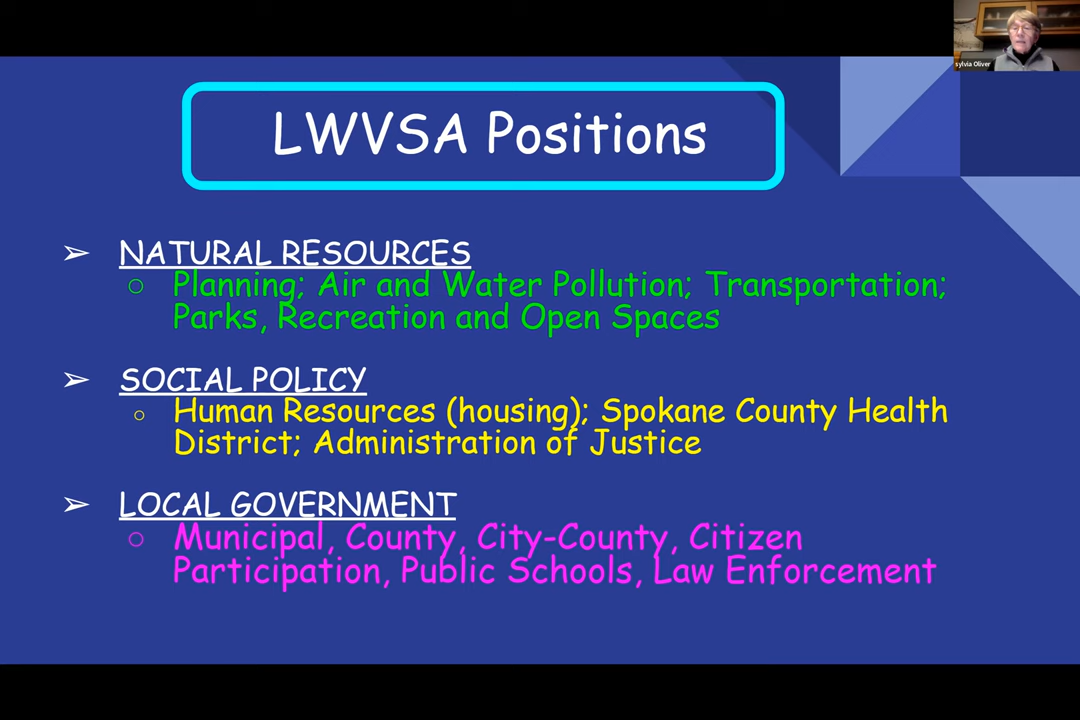 sylvia Oliver
LWVSA Positions
➢ NATURAL RESOURCES
○ Planning; Air and Water Pollution; Transportation;
Parks, Recreation and Open Spaces
➢ SOCIAL POLICY
○ Human Resources (housing); Spokane County Health
District; Administration of Justice
➢ LOCAL GOVERNMENT
○ Municipal, County, City-County, Citizen
Participation, Public Schools, Law Enforcement